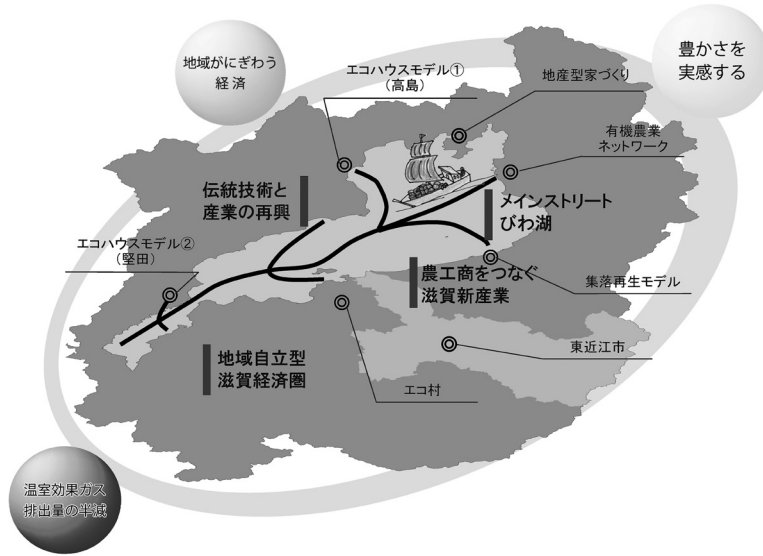 地域がにぎわう
経 済
豊かさを
実感する
エコハウスモデル①
(高島)
地産型家づくり
有機農業
ネットワーク
伝統技術と
産業の再興
メインストリート
びわ湖
エコハウスモデル②
(堅田)
農工商をつなぐ
滋賀新産業
集落再生モデル
地域自立型
滋賀経済圏
東近江市
エコ村
温室効果ガス
排出量の半減